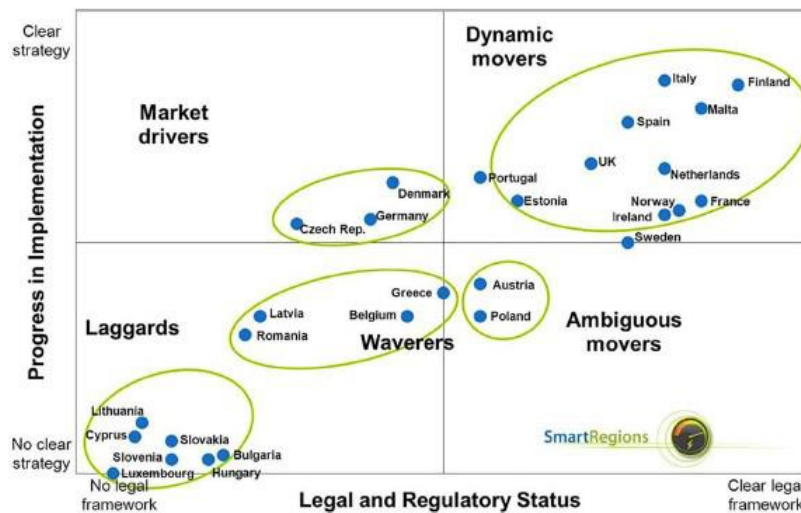 Clear
strategy
Dynamic
movers
Italy
Finland
Market
drivers
Malta
Spain
UK
Netherlands
Portugal
Denmark
Estonia
Norway
France
Germany
Ireland
Czech Rep.
Sweden
Progress in Implementation
Austria
Greece
Latvia
Belgium
Poland
Laggards
Romania
Waverers
Ambiguous
movers
Lithuania
Cyprus
Slovakia
SmartRegions
No clear
strategy
Slovenia
Bulgaria
Luxembourg
Hungary
No legal
framework
Legal and Regulatory Status
Clear legal
framework